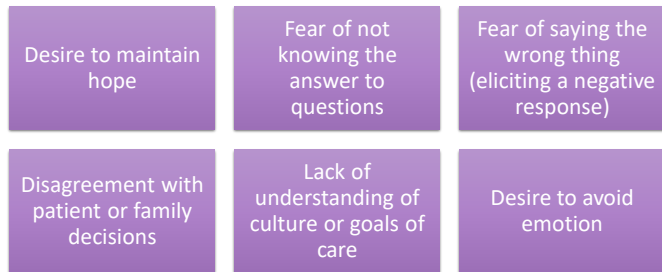 Desire to maintain
hope
Fear of not
knowing the
answer to
questions
Fear of saying the
wrong thing
(eliciting a negative
response)
Disagreement with
patient or family
decisions
Lack of
understanding of
culture or goals of
care
Desire to avoid
emotion